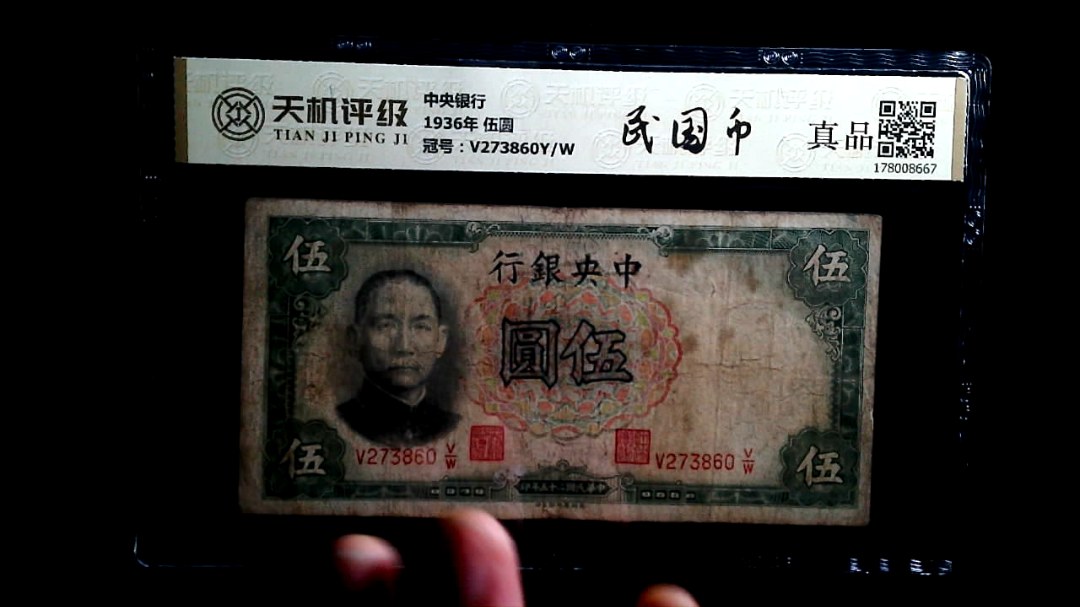 天机评级
TIAN JI PING JI
中央银行
1936年 伍圆
冠号：V273860Y/W
民国币
真品
178008667
伍
行銀央中
伍
圓伍
V273860 V/W
V273860 V/W
伍
伍